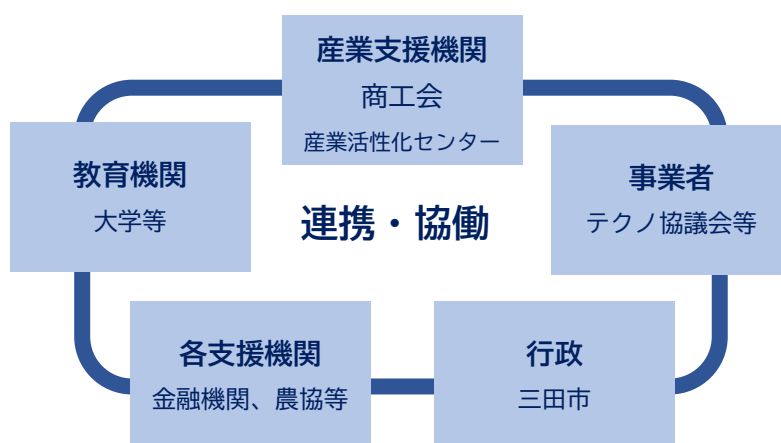 産業支援機関
商工会
産業活性化センター
教育機関
大学等
事業者
テクノ協議会等
連携・協働
各支援機関
金融機関、農協等
行政
三田市